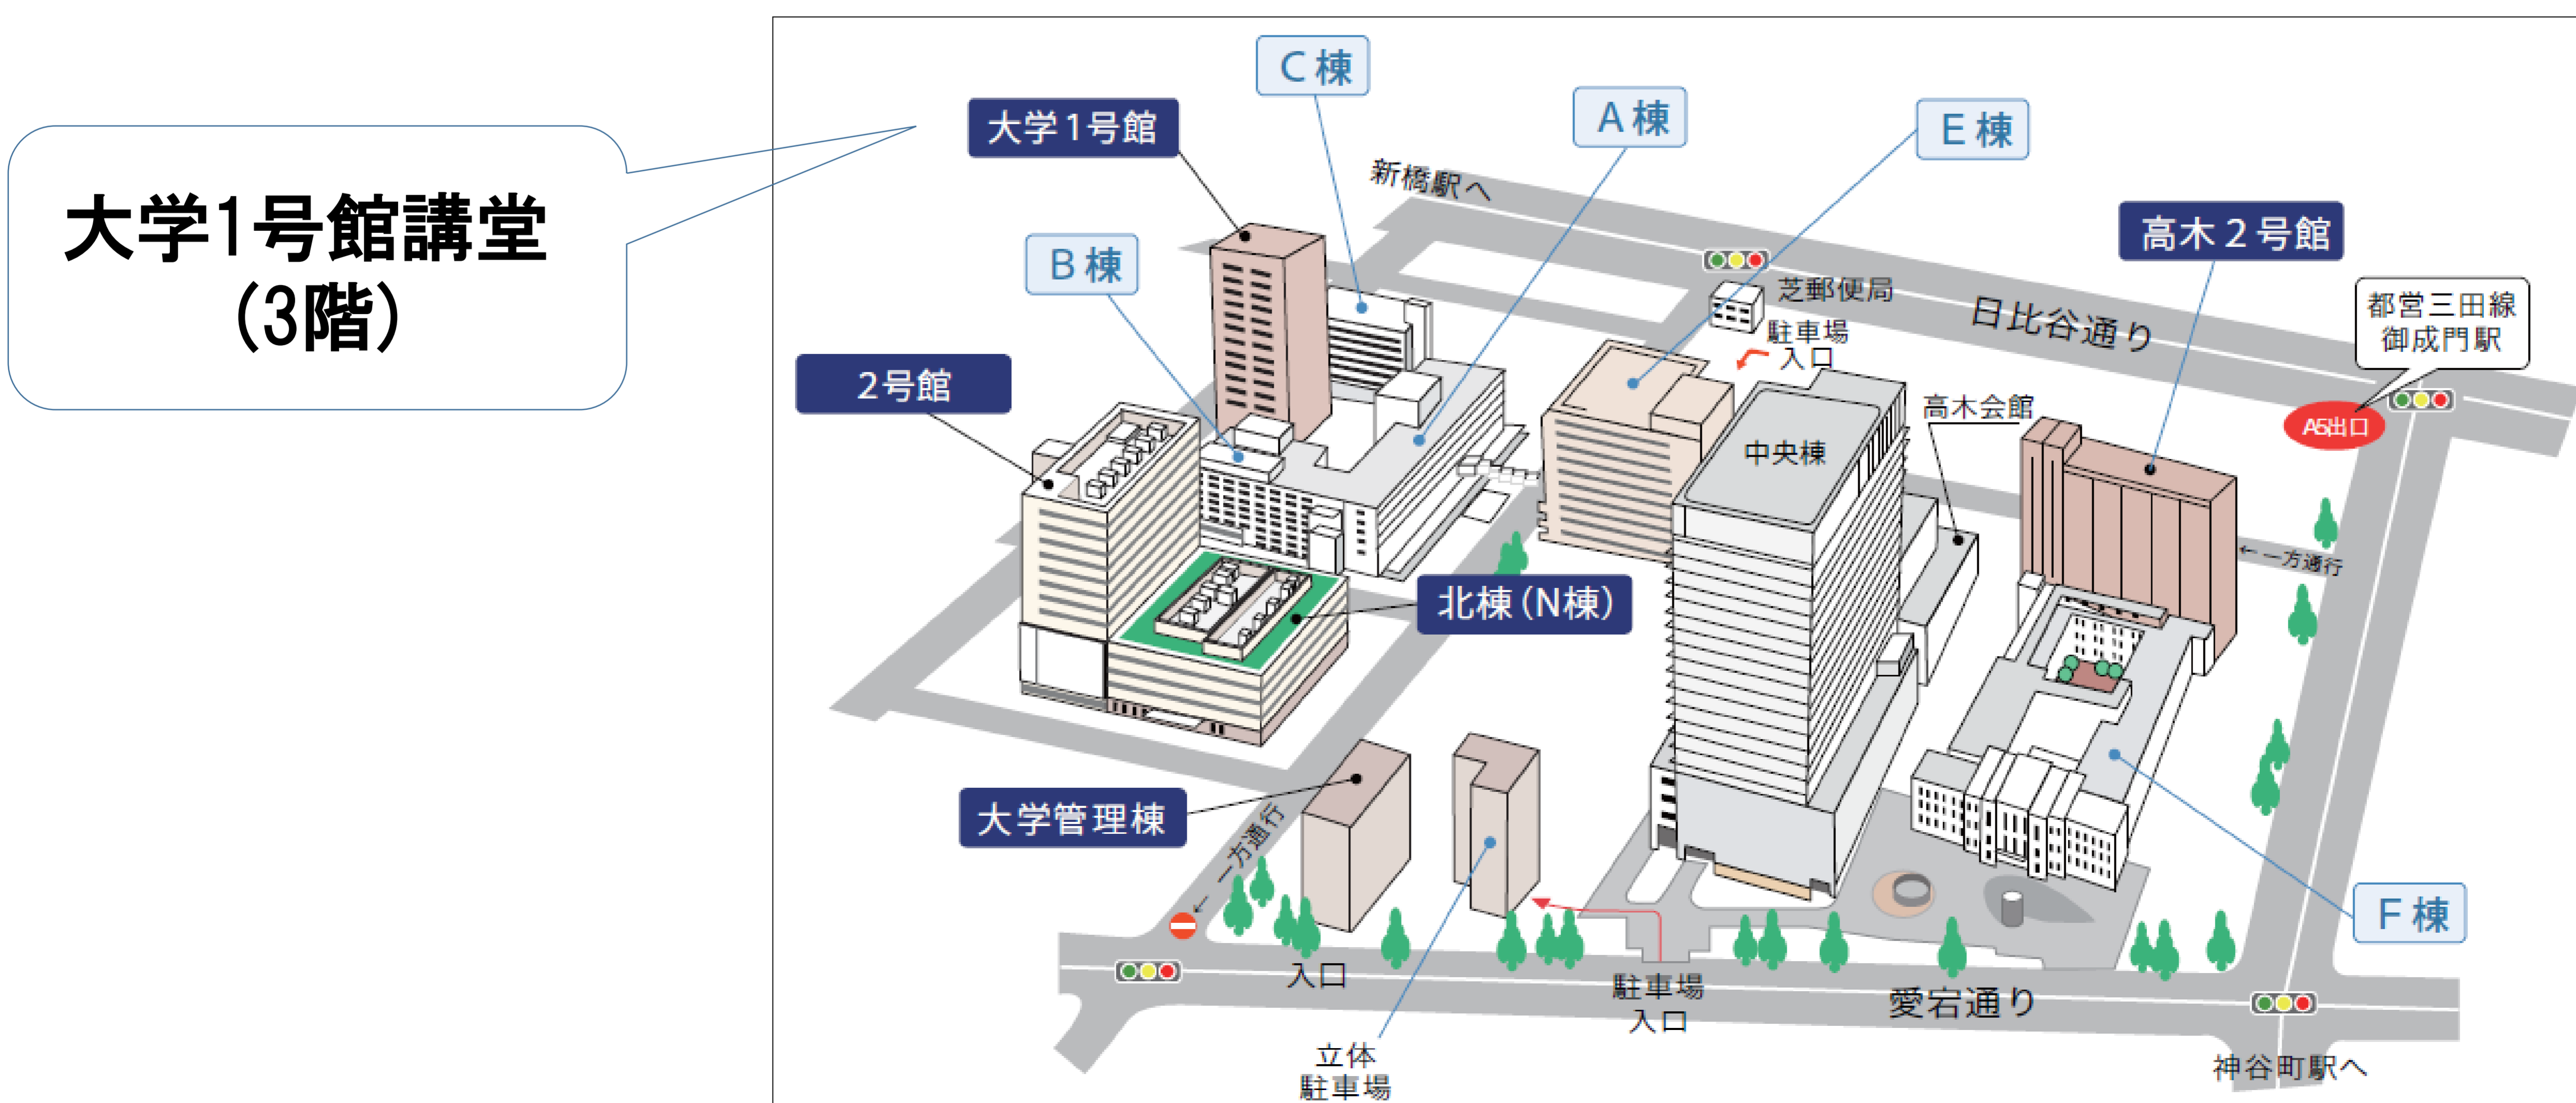 大学1号館講堂
(3階)
C棟
大学1号館
A棟
E棟
新橋駅へ
高木2号館
B棟
芝郵便局
日比谷通り
都営三田線
御成門駅
駐車場
入口
2号館
高木会館
A5出口
中央棟
←一方通行
北棟(N棟)
大学管理棟
←一方通行
F棟
入口
駐車場
入口
愛宕通り
立体
駐車場
神谷町駅へ